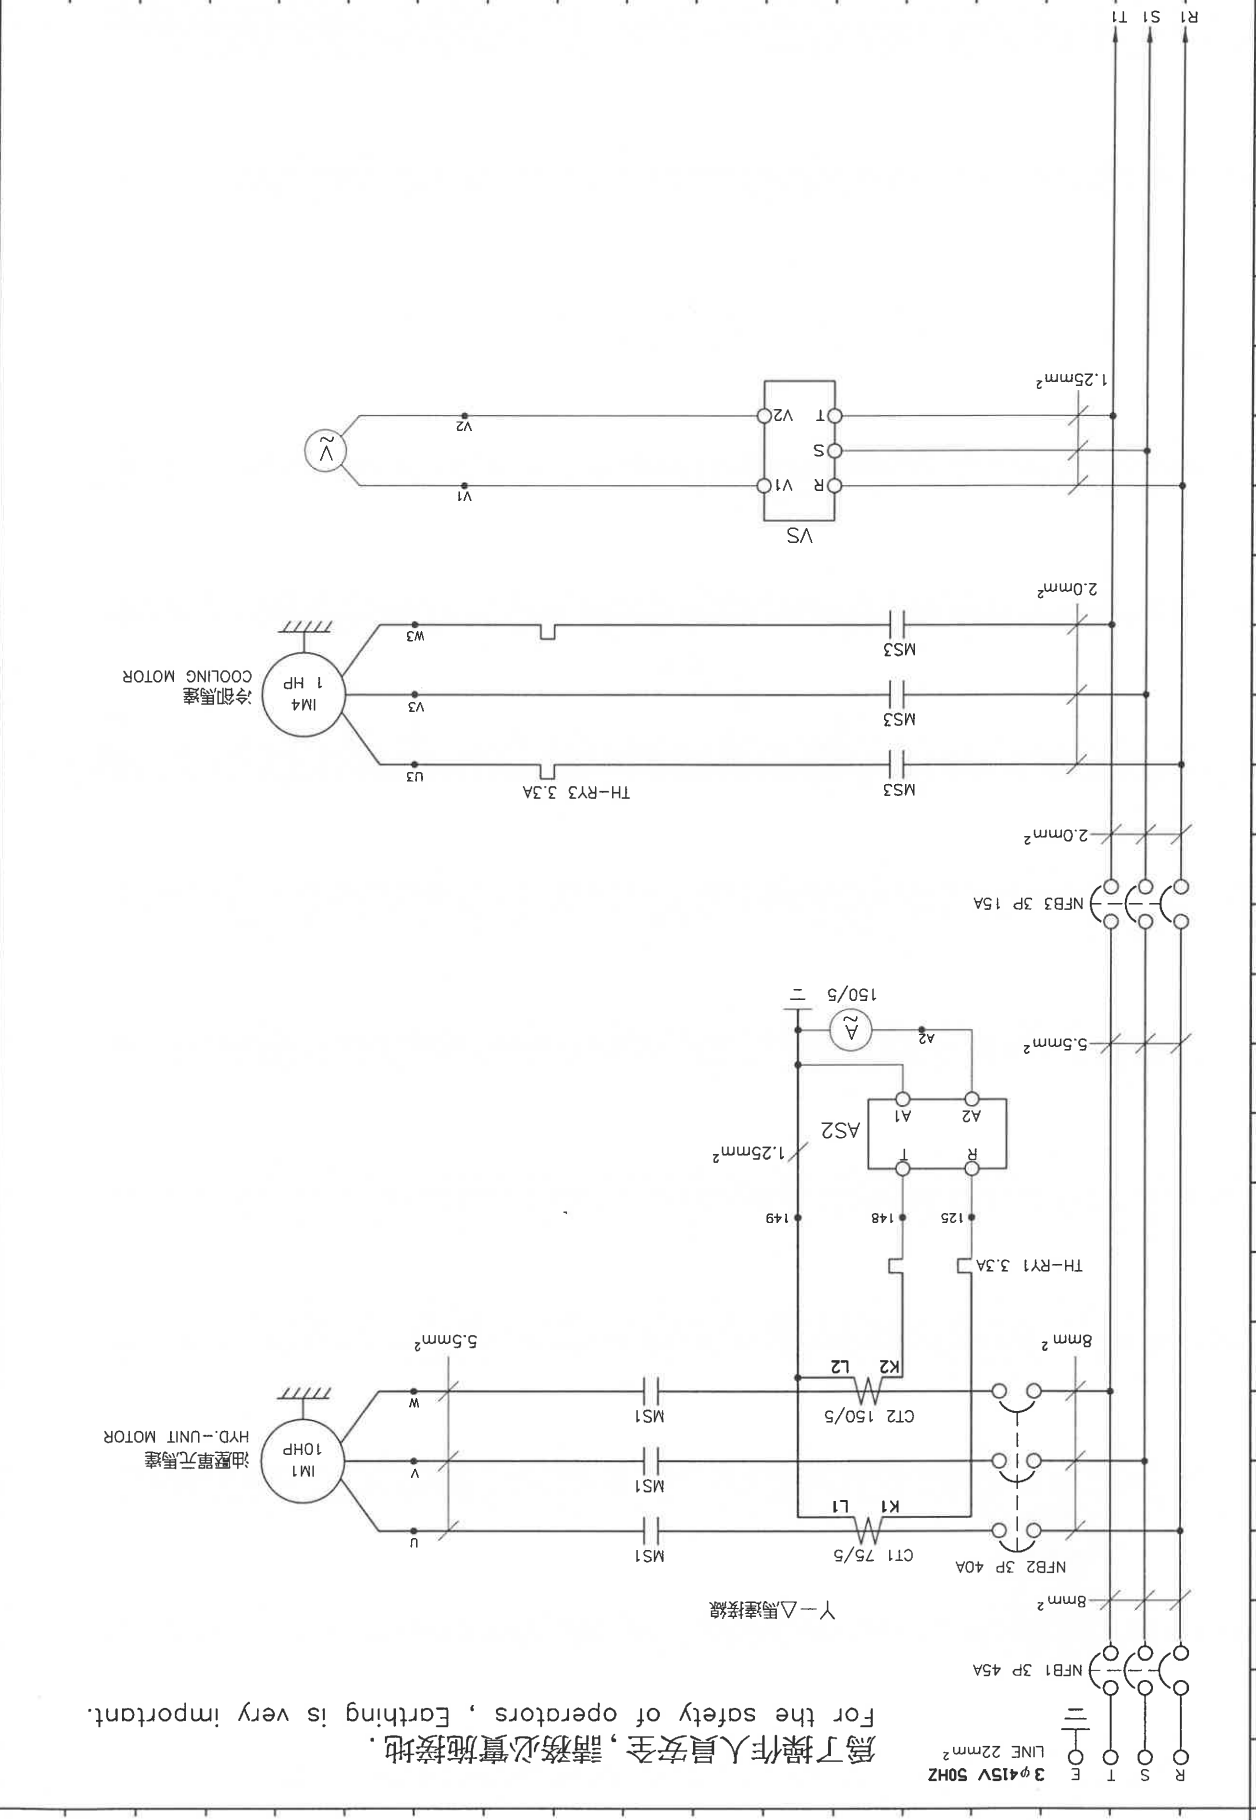 R S T E 3φ415V 50HZ
LINE 22mm²
爲了操作人員安全,請務必實施接地.
For the safety of operators , Earthing is very important.
NFB1 3P 45A
8mm²
Y—△馬達接線
NFB2 3P 40A
CT1 75/5
MS1
U
K1 L1
MS1
V
IM1
10HP
油壓單元馬達
HYD.-UNIT MOTOR
CT2 150/5
MS1
W
K2 L2
8mm²
5.5mm²
TH-RY1 3.3A
125
148
149
R T
1.25mm²
AS2
A2 A1
A2
A
~
150/5
5.5mm²
NFB3 3P 15A
2.0mm²
MS3
TH-RY3 3.3A
U3
MS3
V3
IM4
1 HP
冷卻馬達
COOLING MOTOR
MS3
W3
2.0mm²
VS
R V1
V1
S
V
~
T V2
V2
1.25mm²
R1 S1 T1